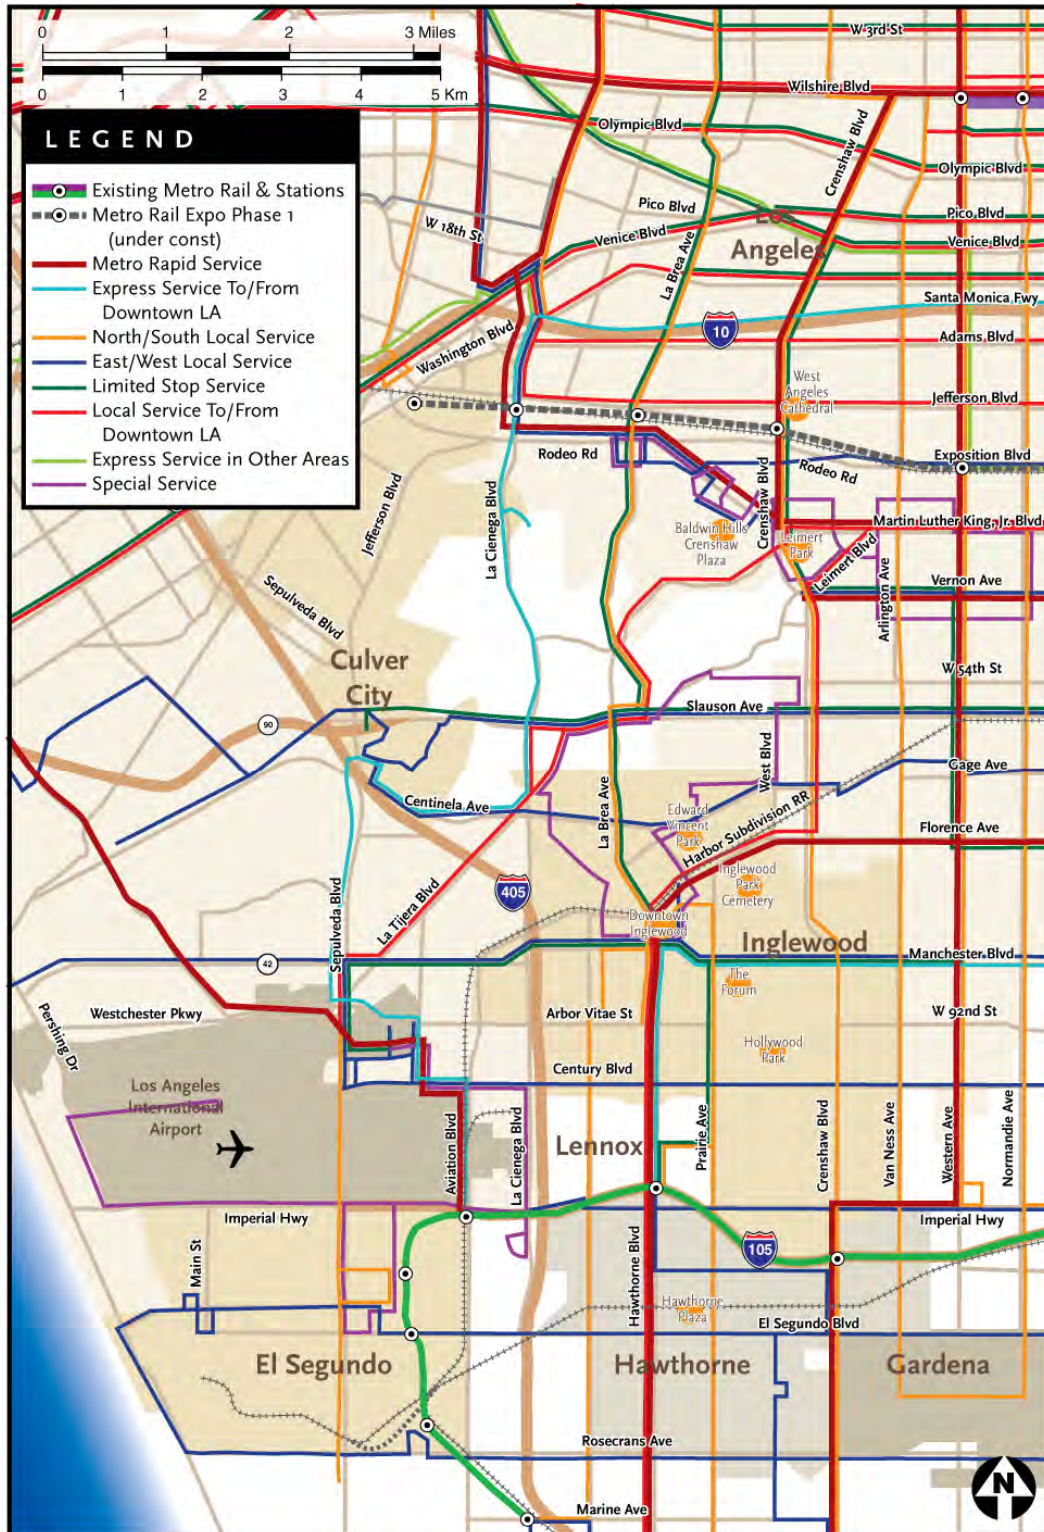 0 1 2 3 Miles
0 1 2 3 4 5 Km
LEGEND
Existing Metro Rail & Stations
Metro Rail Expo Phase 1
(under const)
Metro Rapid Service
Express Service To/From
Downtown LA
North/South Local Service
East/West Local Service
Limited Stop Service
Local Service To/From
Downtown LA
Express Service in Other Areas
Special Service
W 3rd St
Wilshire Blvd
Olympic Blvd
Crenshaw Blvd
Olympic Blvd
Pico Blvd
Los
Angeles
Pico Blvd
W 18th St
Venice Blvd
Venice Blvd
La Brea Ave
Santa Monica Fwy
10
Adams Blvd
Washington Blvd
West
Angeles
Cathedral
Jefferson Blvd
Rodeo Rd
Exposition Blvd
Rodeo Rd
Jefferson Blvd
La Cienega Blvd
Crenshaw Blvd
Baldwin Hills
Crenshaw
Plaza
Martin Luther King, Jr. Blvd
Leimert
Park
Leimert Blvd
Arlington Ave
Vernon Ave
Sepulveda Blvd
Culver
City
W 54th St
Slauson Ave
90
West Blvd
Gage Ave
Centinela Ave
La Brea Ave
Edward
Vincent
Park
Harbor Subdivision RR
Florence Ave
405
Inglewood
Park
Cemetery
La Tijera Blvd
Sepulveda Blvd
Downtown
Inglewood
Inglewood
Manchester Blvd
42
The
Forum
Pershing Dr
Westchester Pkwy
Arbor Vitae St
W 92nd St
Hollywood
Park
Century Blvd
Los Angeles
International
Airport
Aviation Blvd
La Cienega Blvd
Lennox
Prairie Ave
Crenshaw Blvd
Van Ness Ave
Western Ave
Normandie Ave
Imperial Hwy
Imperial Hwy
Main St
Hawthorne Blvd
105
Hawthorne
Plaza
El Segundo Blvd
El Segundo
Hawthorne
Gardena
Rosecrans Ave
Marine Ave
N